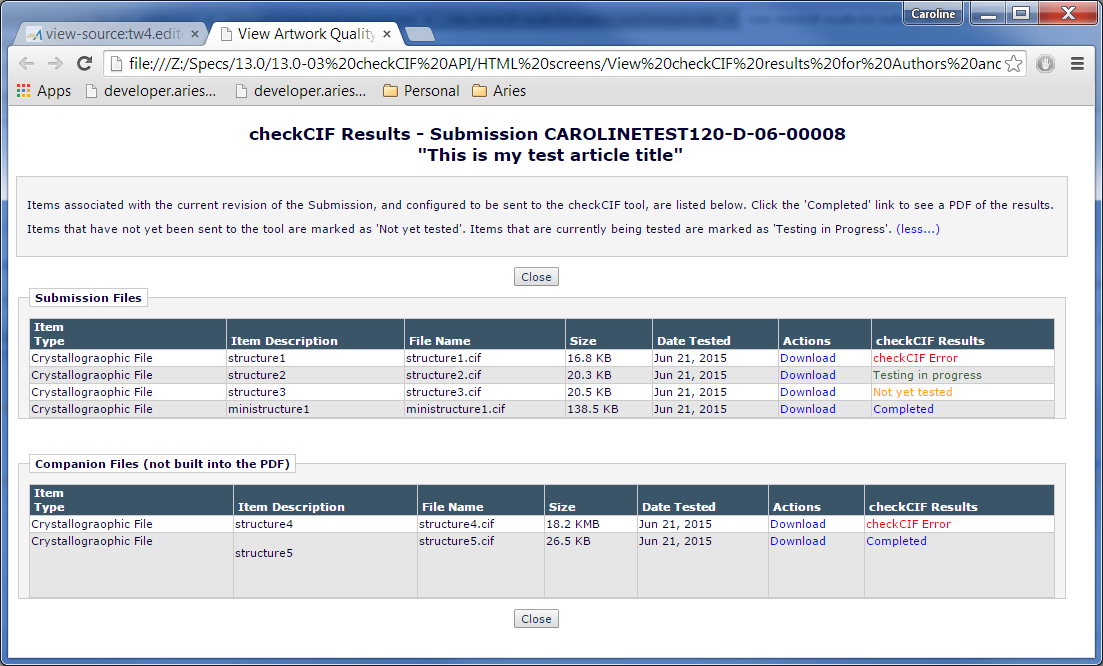 Caroline
view-source:tw4.edit
View Artwork Quality
file:///Z:/Specs/13.0/13.0-03%20checkCIF%20API/HTML%20screens/View%20checkCIF%20results%20for%20Authors%20and
Apps developer.aries... developer.aries... Personal Aries
checkCIF Results - Submission CAROLINETEST120-D-06-00008
"This is my test article title"
Items associated with the current revision of the Submission, and configured to be sent to the checkCIF tool, are listed below. Click the 'Completed' link to see a PDF of the results.
Items that have not yet been sent to the tool are marked as 'Not yet tested'. Items that are currently being tested are marked as 'Testing in Progress'. (less...)
Close
Submission Files
Item
Type Item Description File Name Size Date Tested Actions checkCIF Results
Crystallograophic File structure1 structure1.cif 16.8 KB Jun 21, 2015 Download checkCIF Error
Crystallograophic File structure2 structure2.cif 20.3 KB Jun 21, 2015 Download Testing in progress
Crystallograophic File structure3 structure3.cif 20.5 KB Jun 21, 2015 Download Not yet tested
Crystallograophic File ministructure1 ministructure1.cif 138.5 KB Jun 21, 2015 Download Completed
Companion Files (not built into the PDF)
Item
Type Item Description File Name Size Date Tested Actions checkCIF Results
Crystallograophic File structure4 structure4.cif 18.2 KMB Jun 21, 2015 Download checkCIF Error
Crystallograophic File structure5.cif 26.5 KB Jun 21, 2015 Download Completed
structure5
Close